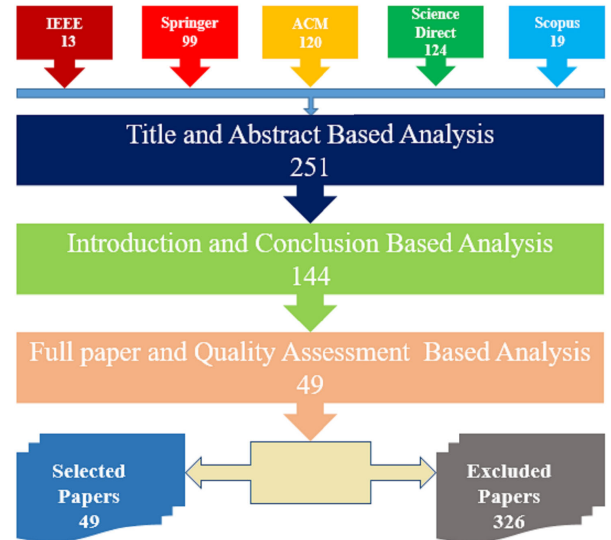 IEEE
13
Springer
99
ACM
120
Science
Direct
124
Scopus
19
Title and Abstract Based Analysis
251
Introduction and Conclusion Based Analysis
144
Full paper and Quality Assessment Based Analysis
49
Selected
Papers
49
Excluded
Papers
326